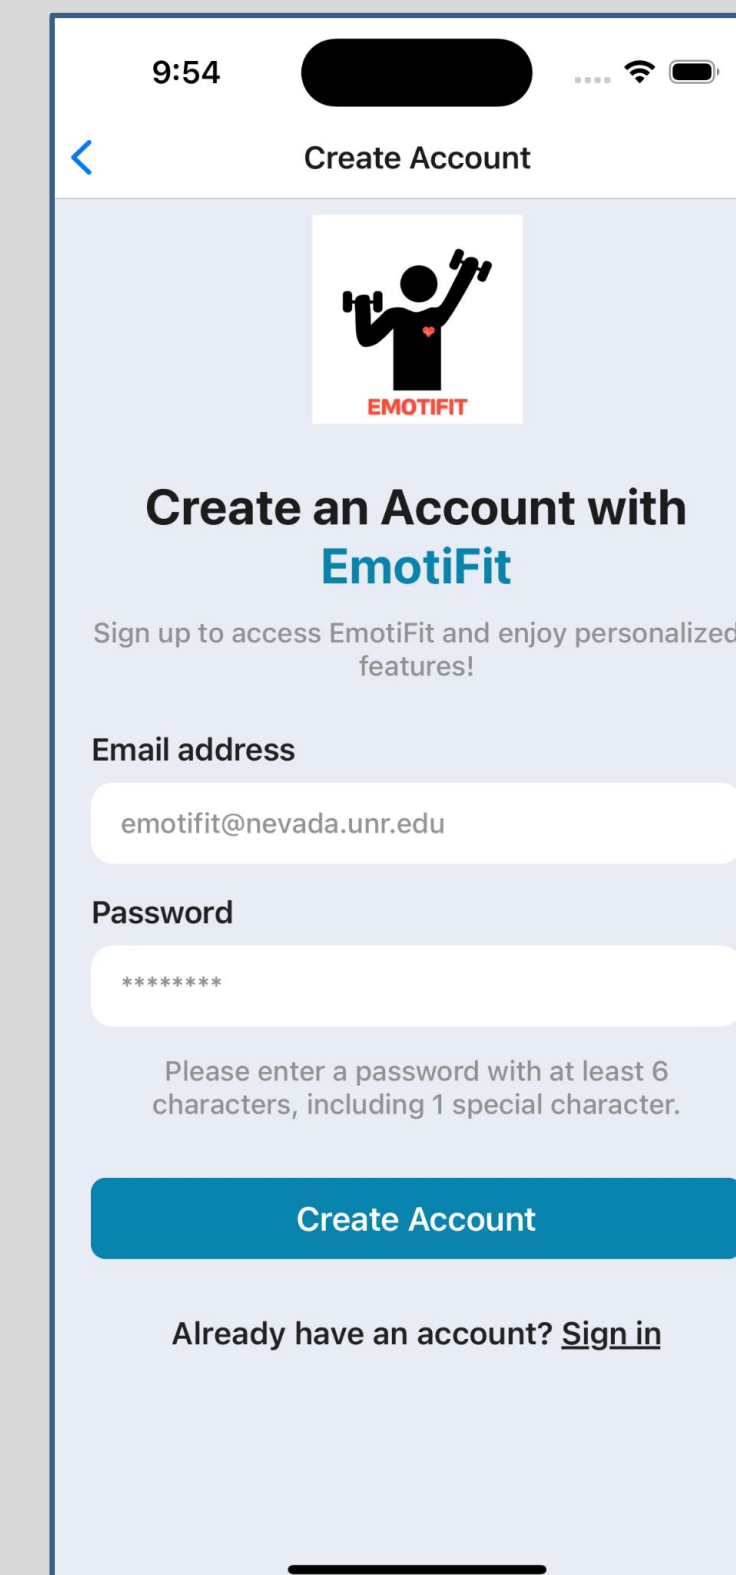 9:54
Create Account
EMOTIFIT
Create an Account with
EmotiFit
Sign up to access EmotiFit and enjoy personalized
features!
Email address
emotifit@nevada.unr.edu
Password
********
Please enter a password with at least 6
characters, including 1 special character.
Create Account
Already have an account? Sign in